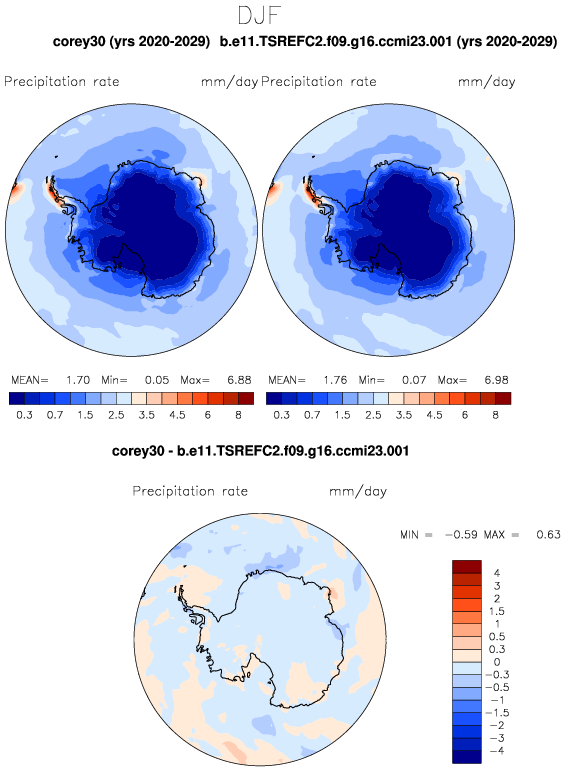 DJF
corey30 (yrs 2020-2029) b.e11.TSREFC2.f09.g16.ccmi23.001 (yrs 2020-2029)
Precipitation rate mm/day Precipitation rate mm/day
MEAN= 1.70 Min= 0.05 Max= 6.88 MEAN= 1.76 Min= 0.07 Max= 6.98
0.3 0.7 1.5 2.5 3.5 4.5 6 8 0.3 0.7 1.5 2.5 3.5 4.5 6 8
corey30 - b.e11.TSREFC2.f09.g16.ccmi23.001
Precipitation rate mm/day
MIN = -0.59 MAX = 0.63
4
3
2
1.5
1
0.5
0.3
0
-0.3
-0.5
-1
-1.5
-2
-3
-4